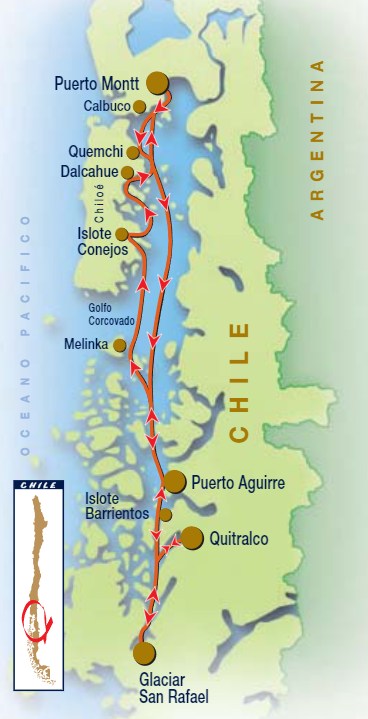 Puerto Montt
Calbuco
Quemchi
Dalcahue
Chiloé
Islote
Conejos
Golfo
Corcovado
Melinka
OCEANO PACIFICO
CHILE
ARGENTINA
Puerto Aguirre
Islote
Barrientos
Quitralco
Glaciar
San Rafael
CHILE